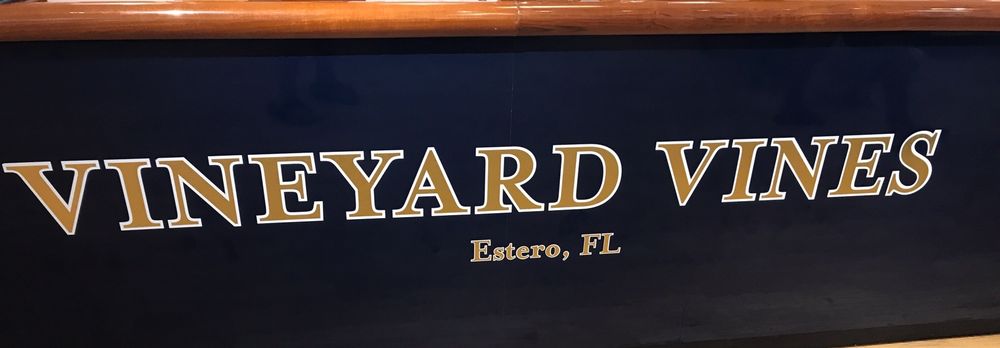 VINEYARD VINES
Estero, FL